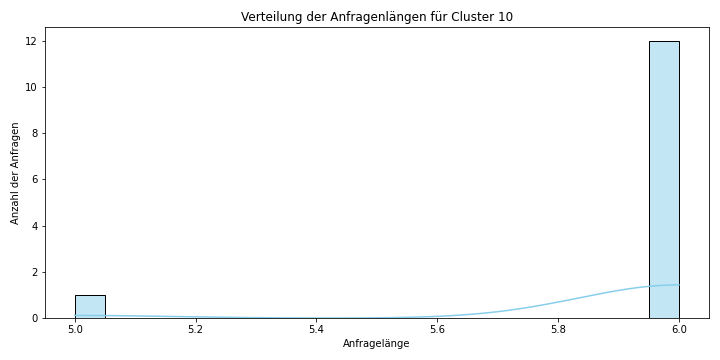 Verteilung der Anfragenlängen für Cluster 10
Anzahl der Anfragen
12
10
8
6
4
2
0
5.0 5.2 5.4 5.6 5.8 6.0
Anfragelänge